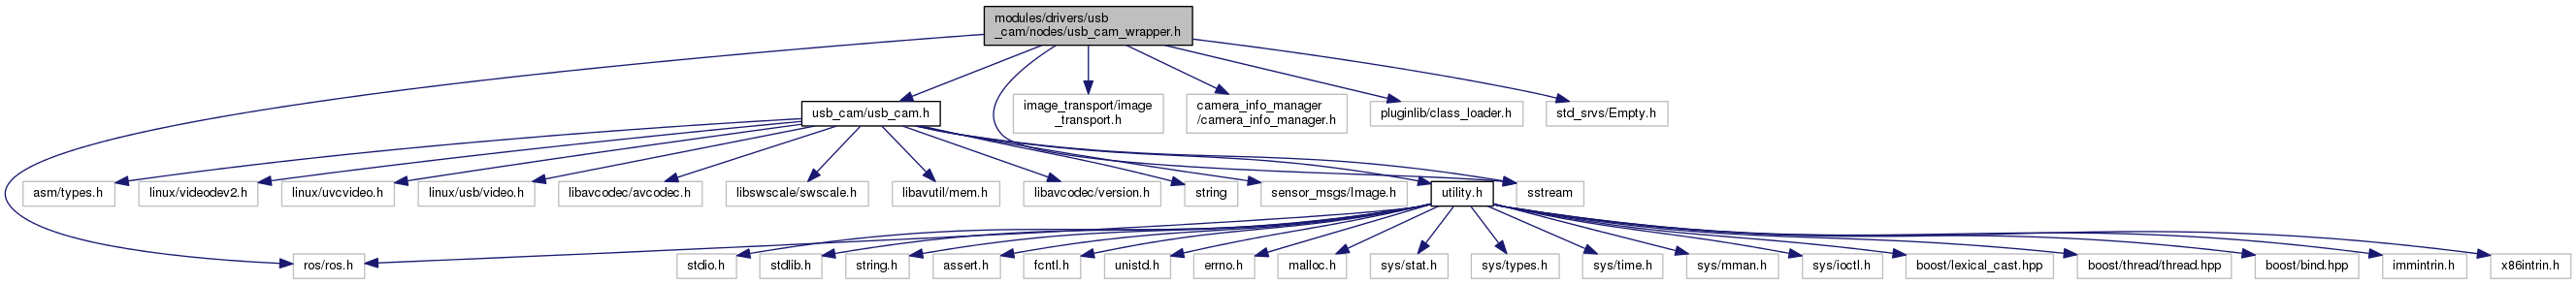 modules/drivers/usb
_cam/nodes/usb_cam_wrapper.h
usb_cam/usb_cam.h
image_transport/image
_transport.h
camera_info_manager
/camera_info_manager.h
pluginlib/class_loader.h
std_srvs/Empty.h
asm/types.h
linux/videodev2.h
linux/uvcvideo.h
linux/usb/video.h
libavcodec/avcodec.h
libswscale/swscale.h
libavutil/mem.h
libavcodec/version.h
string
sensor_msgs/Image.h
utility.h
sstream
ros/ros.h
stdio.h
stdlib.h
string.h
assert.h
fcntl.h
unistd.h
errno.h
malloc.h
sys/stat.h
sys/types.h
sys/time.h
sys/mman.h
sys/ioctl.h
boost/lexical_cast.hpp
boost/thread/thread.hpp
boost/bind.hpp
immintrin.h
x86intrin.h